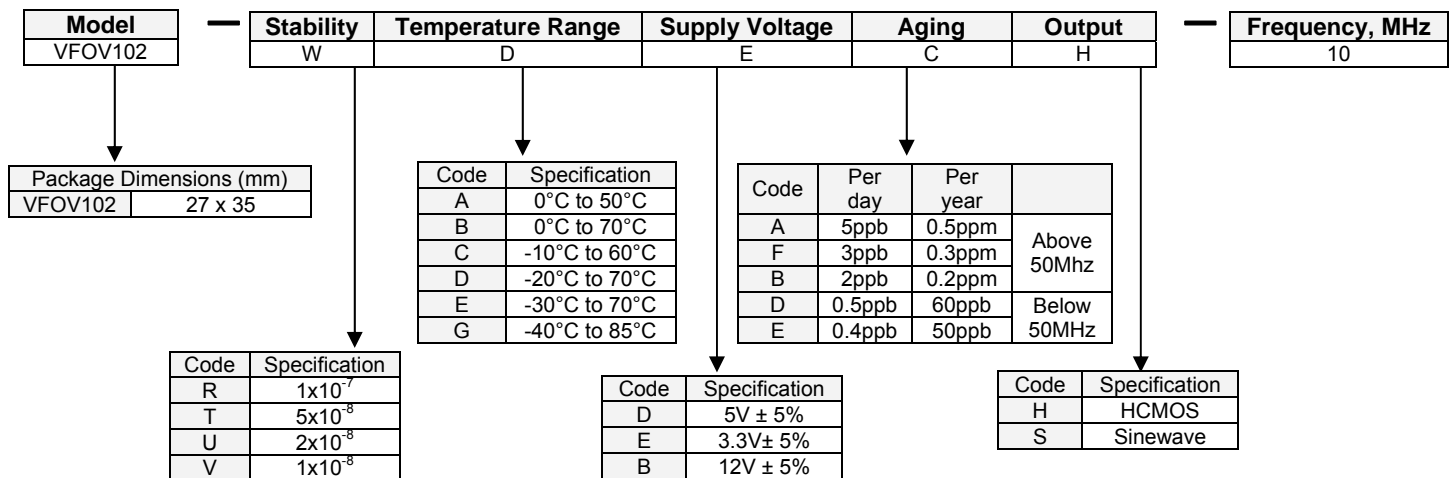 Model — Stability Temperature Range Supply Voltage Aging Output — Frequency, MHz
VFOV102 W D E C H 10
Package Dimensions (mm)
VFOV102 27 x 35
Code Specification
A 0°C to 50°C
B 0°C to 70°C
C -10°C to 60°C
D -20°C to 70°C
E -30°C to 70°C
G -40°C to 85°C
Code Per day Per year
A 5ppb 0.5ppm Above 50Mhz
F 3ppb 0.3ppm
B 2ppb 0.2ppm
D 0.5ppb 60ppb Below 50MHz
E 0.4ppb 50ppb
Code Specification
R 1x10⁻⁷
T 5x10⁻⁸
U 2x10⁻⁸
V 1x10⁻⁸
Code Specification
D 5V ± 5%
E 3.3V± 5%
B 12V ± 5%
Code Specification
H HCMOS
S Sinewave